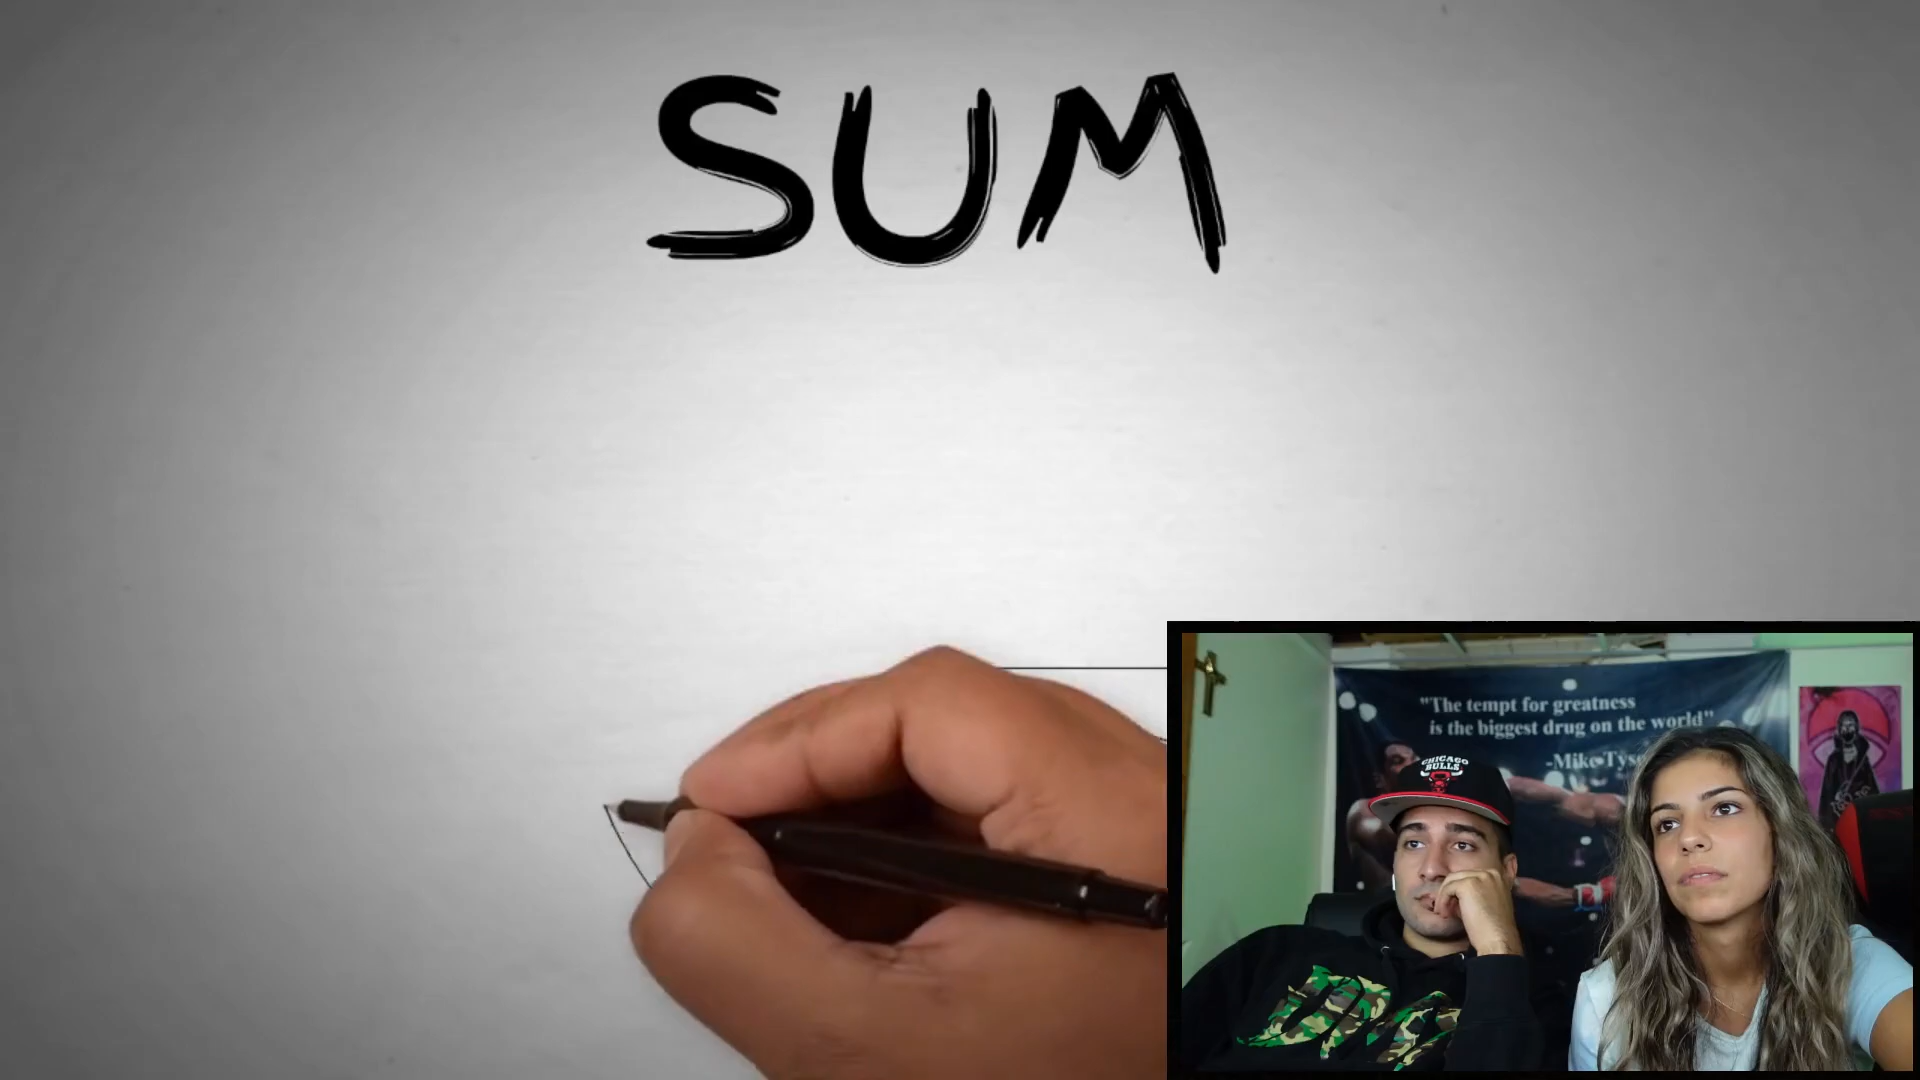 SUM
"The tempt for greatness
is the biggest drug on the world"
-Mike Tys
CHICAGO
BULLS